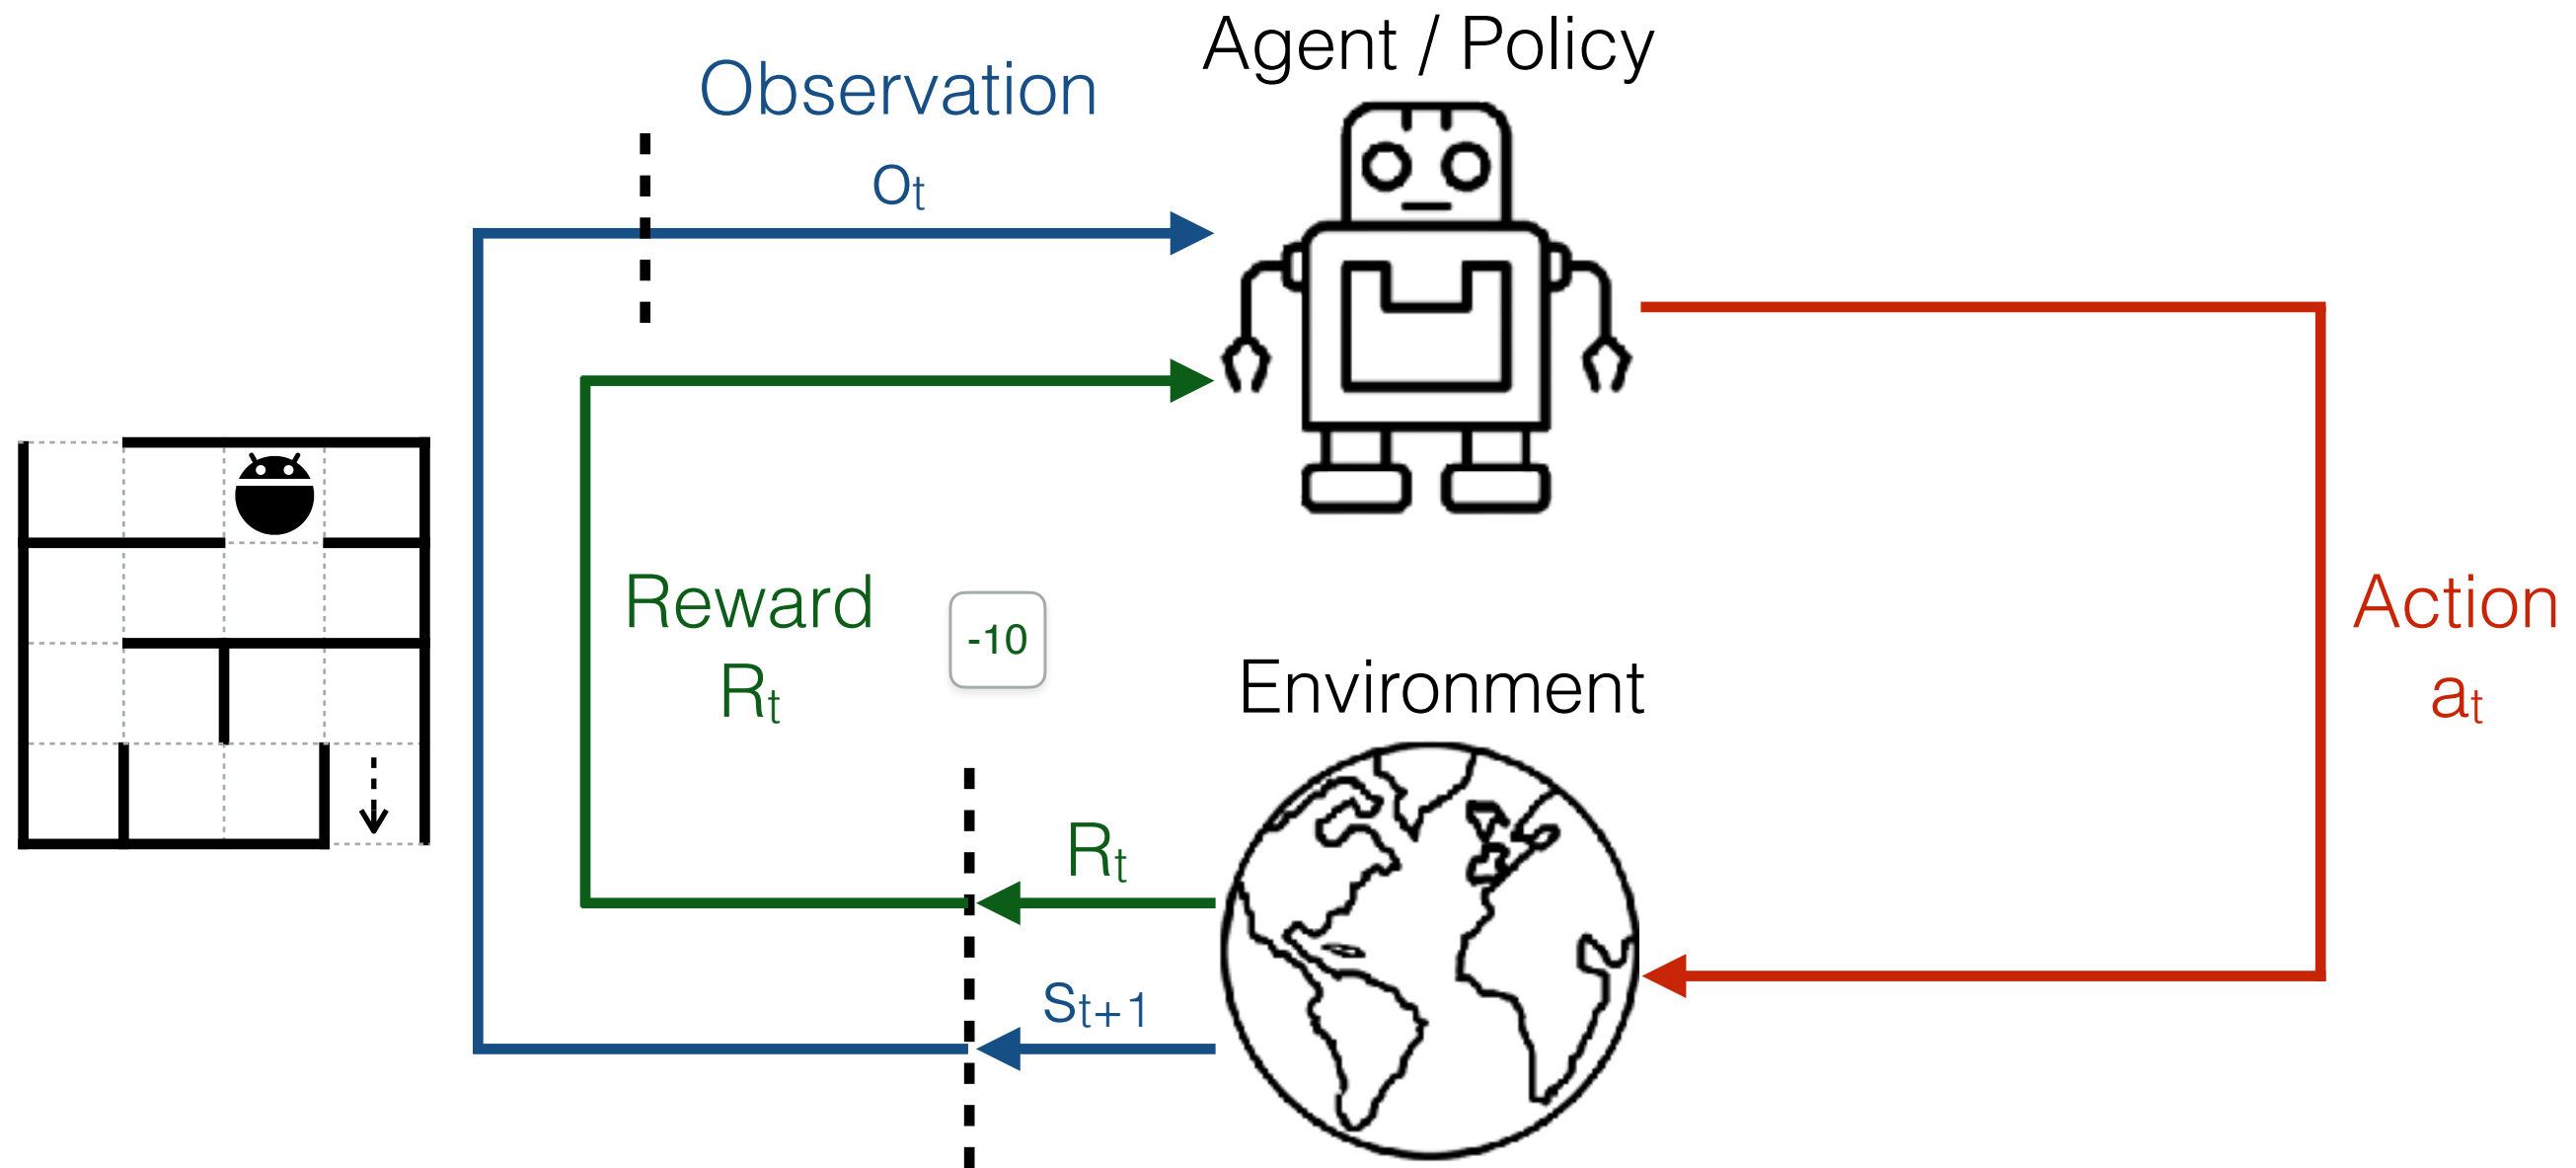 Agent / Policy
Observation
ot
Reward
Rt
-10
Environment
Action
at
Rt
st+1